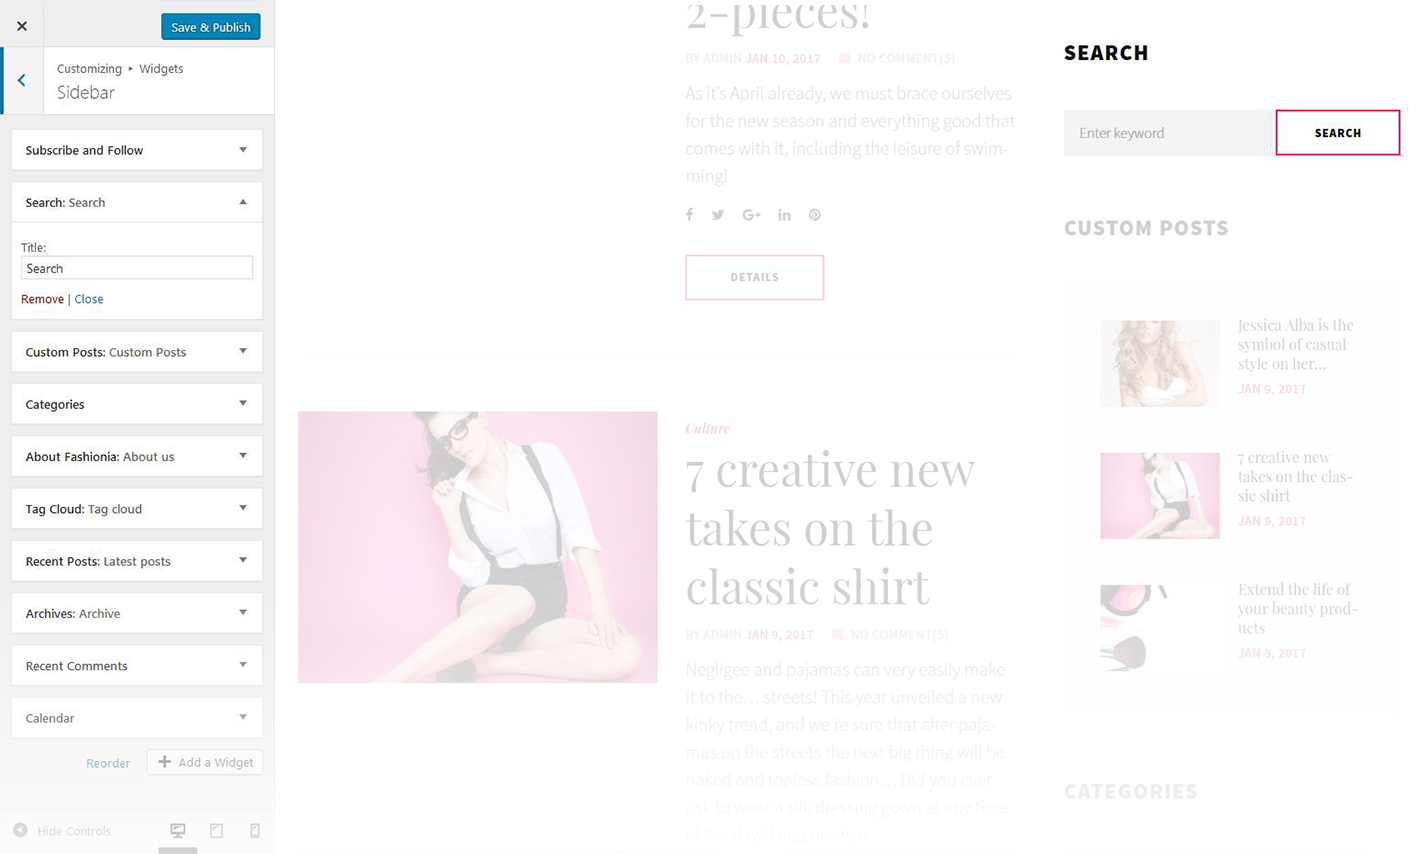 Save & Publish
Customizing ▸ Widgets
Sidebar
Subscribe and Follow
Search: Search
Title:
Search
Remove | Close
Custom Posts: Custom Posts
Categories
About Fashionia: About us
Tag Cloud: Tag cloud
Recent Posts: Latest posts
Archives: Archive
Recent Comments
Calendar
Reorder
Add a Widget
Hide Controls
2-pieces!
BY ADMIN JAN 10, 2017 NO COMMENT(S)
As it's April already, we must brace ourselves
for the new season and everything good that
comes with it, including the leisure of swim-
ming!
DETAILS
Culture
7 creative new
takes on the
classic shirt
BY ADMIN JAN 9, 2017 NO COMMENT(S)
Negligee and pajamas can very easily make
it to the… streets! This year unveiled a new
kinky trend, and we're sure that after paja-
mas on the streets the next big thing will be
naked and topless fashion… Did you ever
risk to wear a silk dressing gown at any time
of the day? Lingerie style
SEARCH
Enter keyword
SEARCH
CUSTOM POSTS
Jessica Alba is the
symbol of casual
style on her…
JAN 9, 2017
7 creative new
takes on the clas-
sic shirt
JAN 9, 2017
Extend the life of
your beauty prod-
ucts
JAN 9, 2017
CATEGORIES